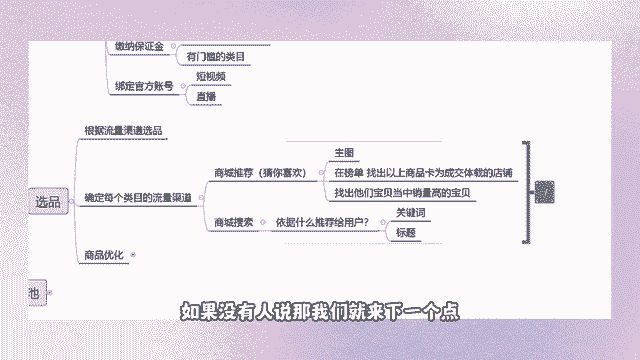 缴纳保证金
有门槛的类目
绑定官方账号
短视频
直播
选品
根据流量渠道选品
确定每个类目的流量渠道
商城推荐（猜你喜欢）
主图
在榜单 找出以上商品卡为成交体载的店铺
找出他们宝贝当中销量高的宝贝
商城搜索
依据什么推荐给用户？
关键词
标题
商品优化
他
如果没有人说那我们就来下一个点